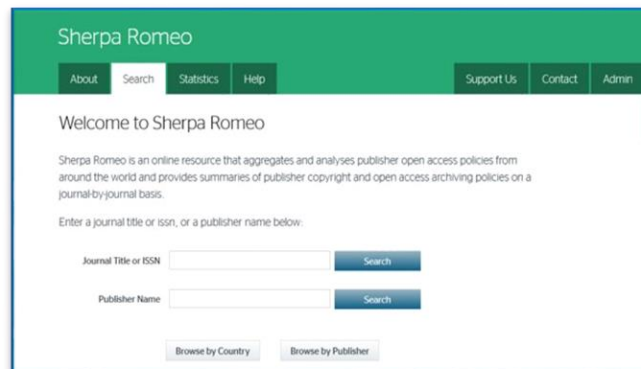 Sherpa Romeo
About Search Statistics Help Support Us Contact Admin
Welcome to Sherpa Romeo
Sherpa Romeo is an online resource that aggregates and analyses publisher open access policies from
around the world and provides summaries of publisher copyright and open access archiving policies on a
journal-by-journal basis.
Enter a journal title or issn, or a publisher name below:
Journal Title or ISSN Search
Publisher Name Search
Browse by Country Browse by Publisher